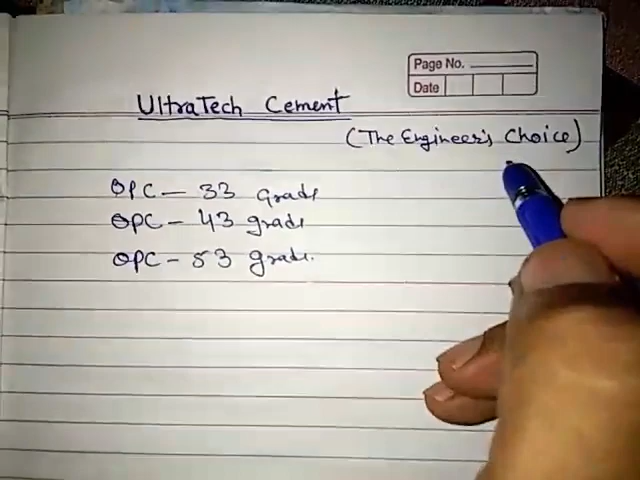 Page No.
Date
UltraTech Cement
(The Engineer's Choice)
OPC - 33 Grade
OPC - 43 grade
OPC - 53 grade.